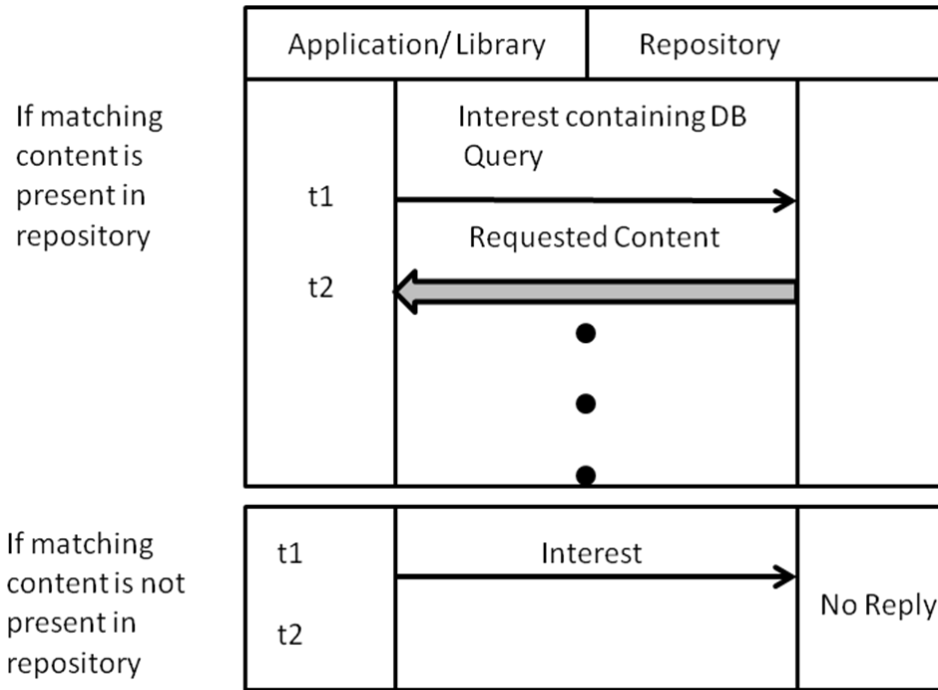 Application/ Library
Repository
If matching
content is
present in
repository
Interest containing DB
Query
t1
Requested Content
t2
If matching
content is not
present in
repository
t1
Interest
t2
No Reply